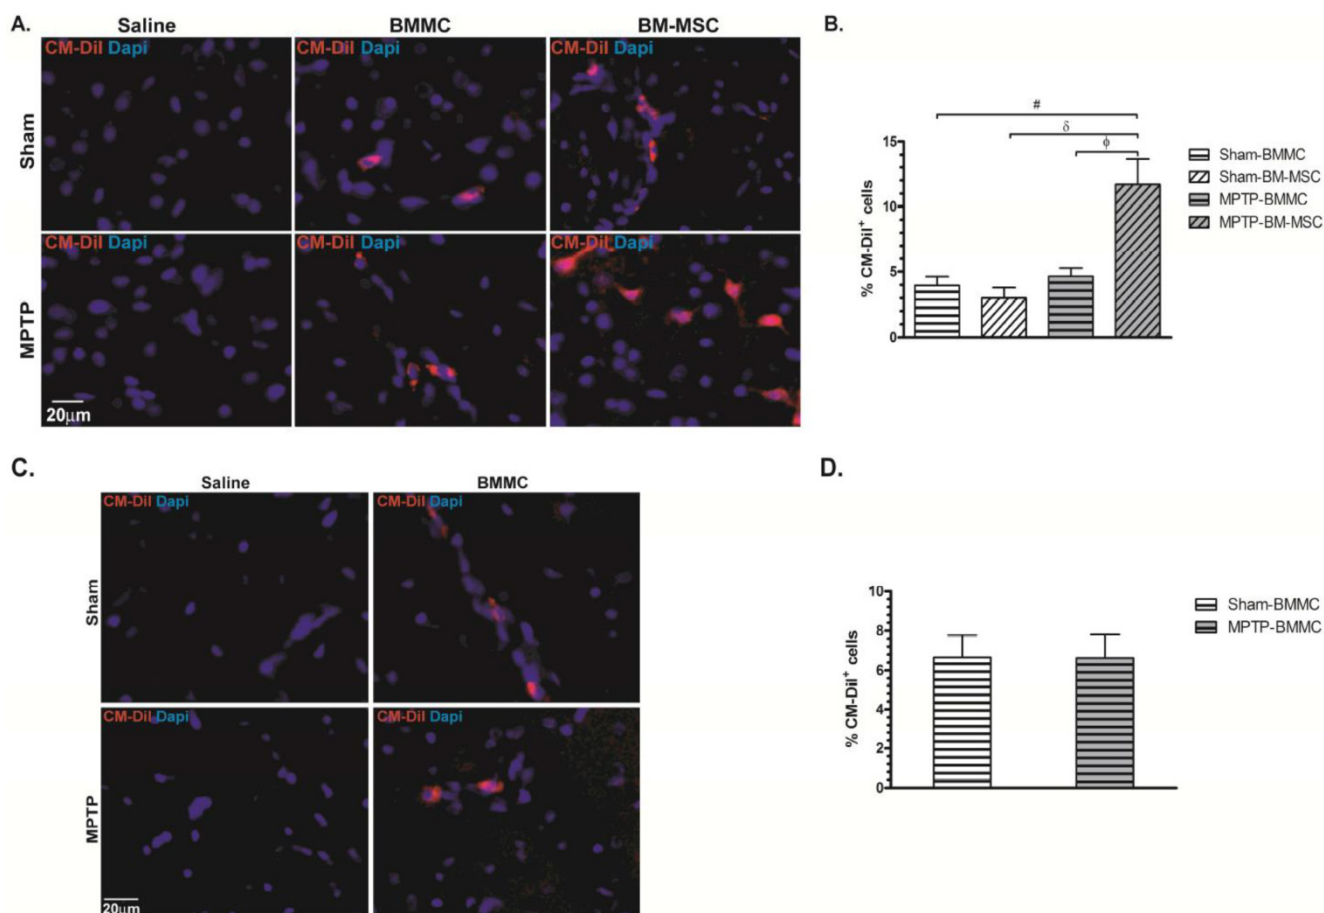 A.
Saline BMMC BM-MSC
Sham
CM-DiI Dapi CM-DiI Dapi CM-DiI Dapi
MPTP
CM-DiI Dapi CM-DiI Dapi CM-DiI Dapi
20μm
B.
#
δ
ϕ
% CM-DiI⁺ cells
15
10
5
0
Sham-BMMC
Sham-BM-MSC
MPTP-BMMC
MPTP-BM-MSC
C.
Saline BMMC
Sham
CM-DiI Dapi CM-DiI Dapi
MPTP
CM-DiI Dapi CM-DiI Dapi
20μm
D.
% CM-DiI⁺ cells
10
8
6
4
2
0
Sham-BMMC
MPTP-BMMC